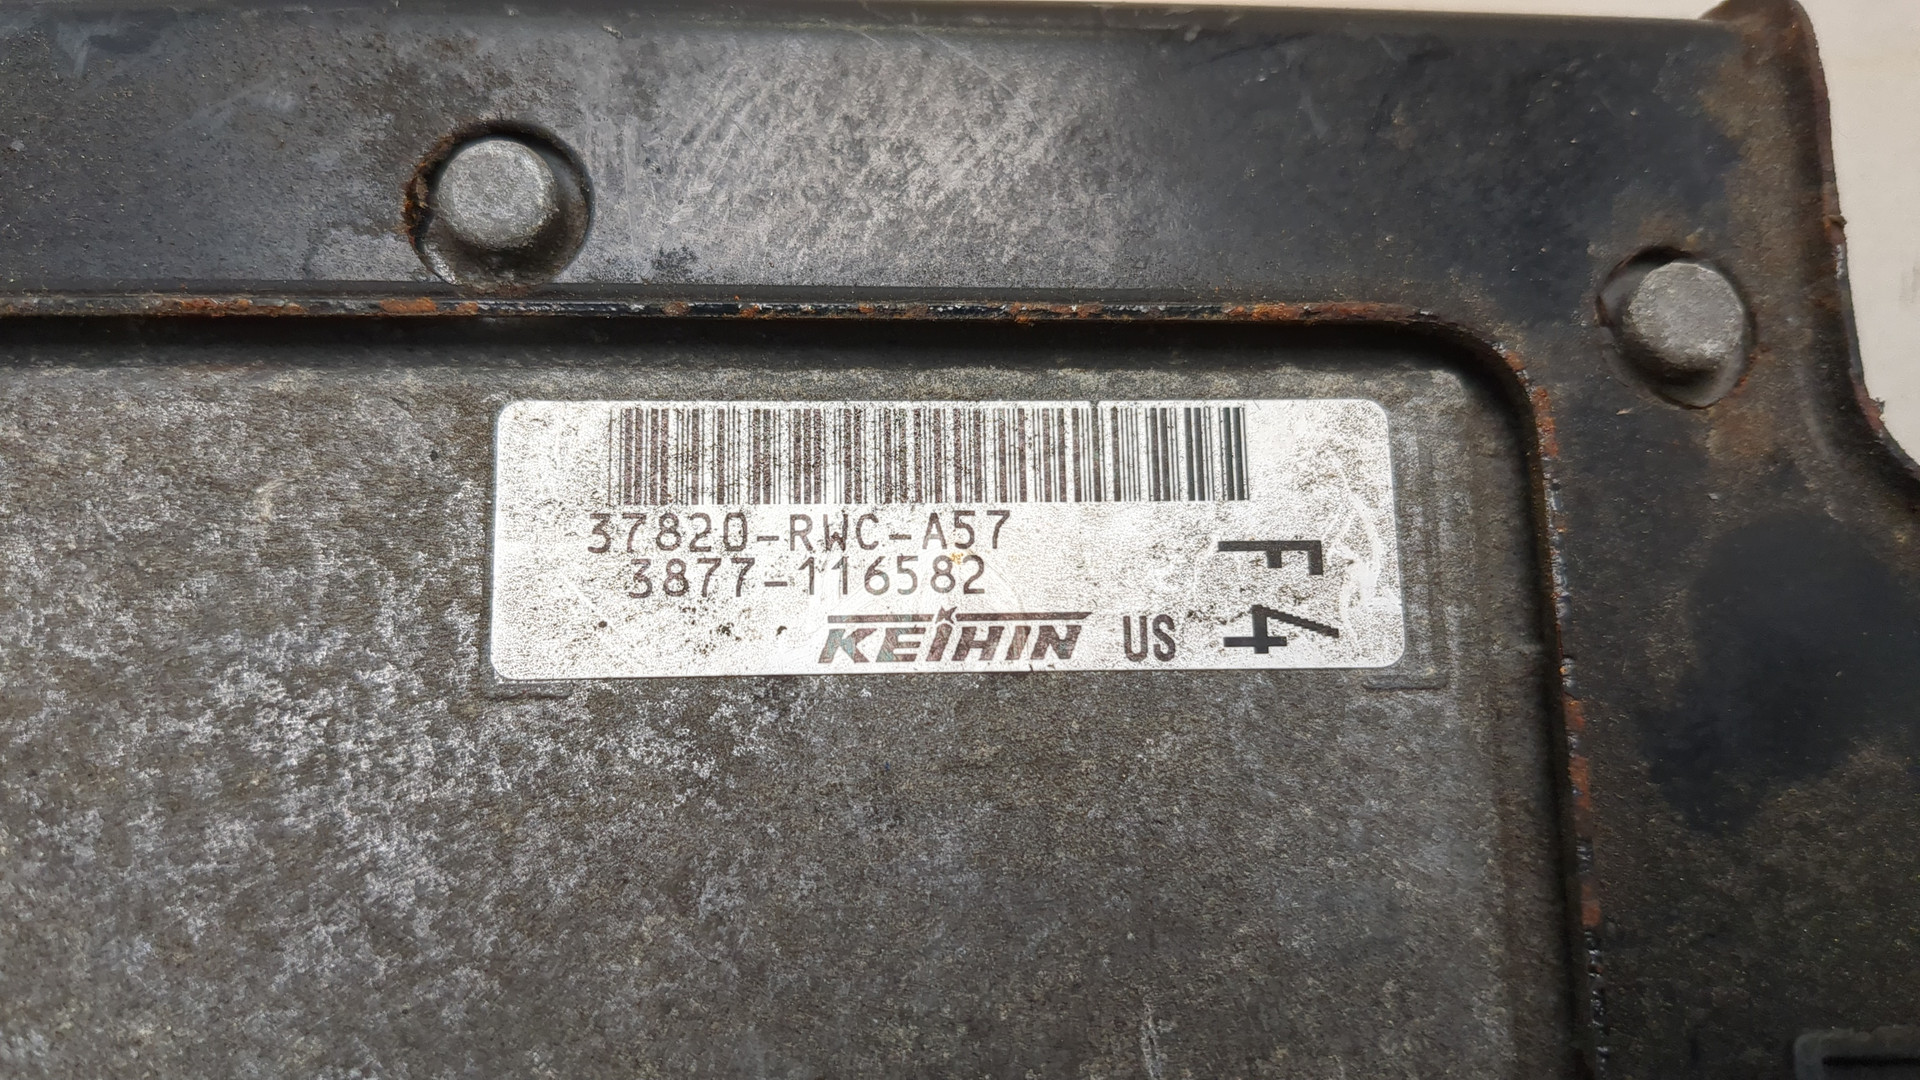 37820-RWC-A57
3877-116582
KEIHIN US
F4